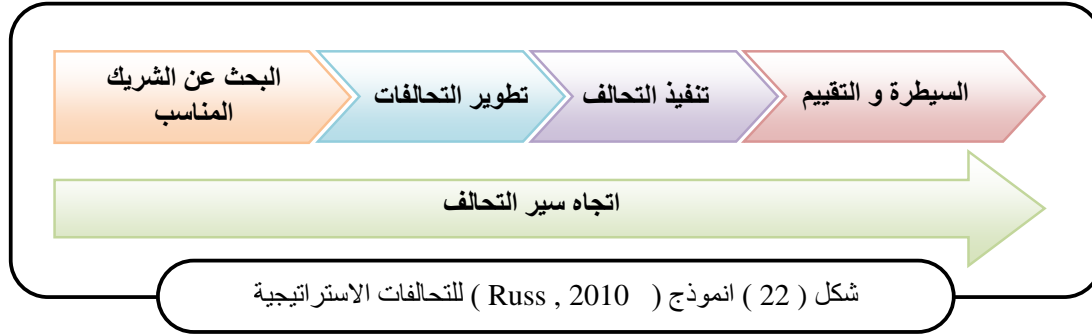 البحث عن الشريك
المناسب
تطوير التحالفات
تنفيذ التحالف
السيطرة و التقييم
اتجاه سير التحالف
شكل ( 22 ) انموذج ( Russ , 2010 ) للتحالفات الاستراتيجية